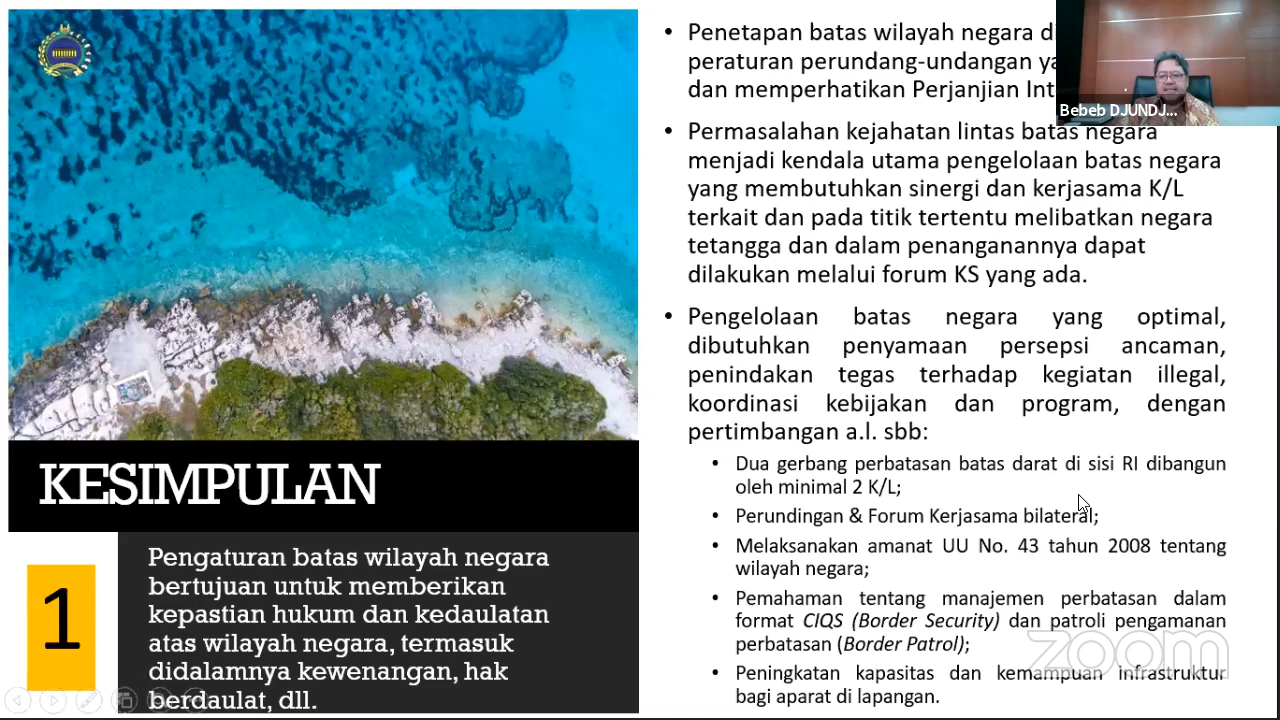 KESIMPULAN
1
Pengaturan batas wilayah negara
bertujuan untuk memberikan
kepastian hukum dan kedaulatan
atas wilayah negara, termasuk
didalamnya kewenangan, hak
berdaulat, dll.
• Penetapan batas wilayah negara
peraturan perundang-undangan
dan memperhatikan Perjanjian
Bebeb DJUNDJ...
• Permasalahan kejahatan lintas batas negara
menjadi kendala utama pengelolaan batas negara
yang membutuhkan sinergi dan kerjasama K/L
terkait dan pada titik tertentu melibatkan negara
tetangga dan dalam penanganannya dapat
dilakukan melalui forum KS yang ada.
• Pengelolaan batas negara yang optimal,
dibutuhkan penyamaan persepsi ancaman,
penindakan tegas terhadap kegiatan illegal,
koordinasi kebijakan dan program, dengan
pertimbangan a.l. sbb:
• Dua gerbang perbatasan batas darat di sisi RI dibangun
oleh minimal 2 K/L;
• Perundingan & Forum Kerjasama bilateral;
• Melaksanakan amanat UU No. 43 tahun 2008 tentang
wilayah negara;
• Pemahaman tentang manajemen perbatasan dalam
format CIQS (Border Security) dan patroli pengamanan
perbatasan (Border Patrol);
• Peningkatan kapasitas dan kemampuan infrastruktur
bagi aparat di lapangan.
zoom